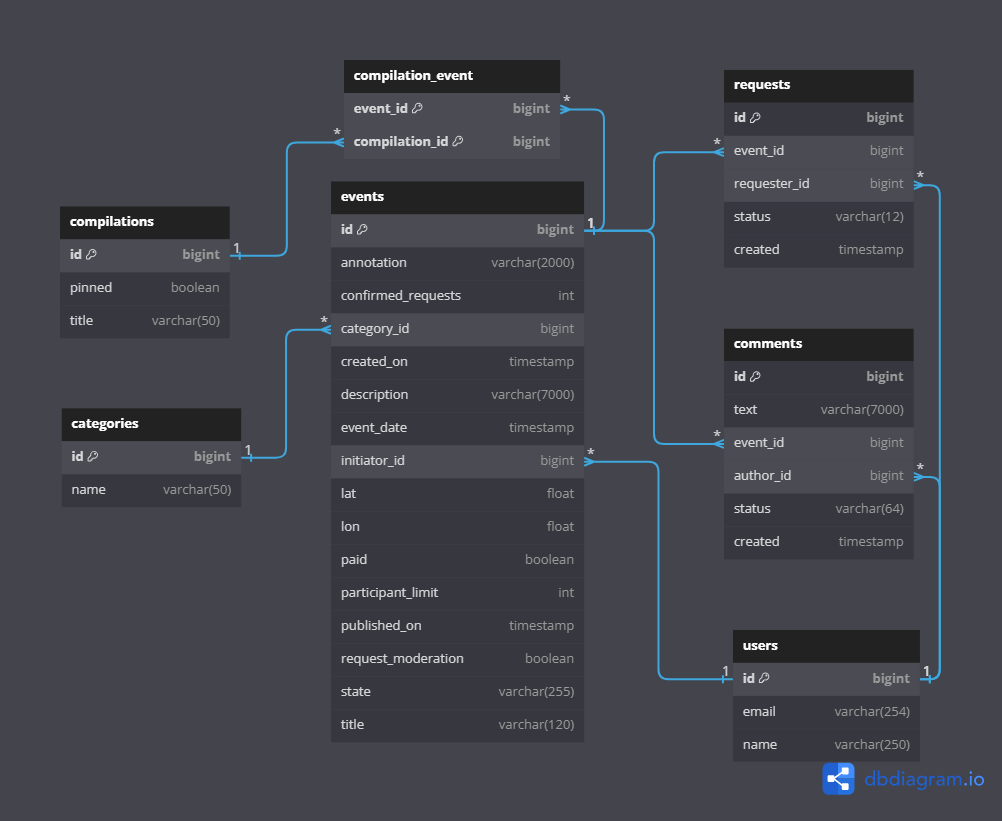 compilation_event
event_id bigint *
* compilation_id bigint
requests
id bigint
* event_id bigint
requester_id bigint *
status varchar(12)
created timestamp
events
id bigint 1
annotation varchar(2000)
confirmed_requests int
* category_id bigint
created_on timestamp
description varchar(7000)
event_date timestamp
initiator_id bigint *
lat float
lon float
paid boolean
participant_limit int
published_on timestamp
request_moderation boolean
state varchar(255)
title varchar(120)
compilations
id bigint 1
pinned boolean
title varchar(50)
categories
id bigint 1
name varchar(50)
comments
id bigint
text varchar(7000)
* event_id bigint
author_id bigint *
status varchar(64)
created timestamp
users
1 id bigint 1
email varchar(254)
name varchar(250)
dbdiagram.io